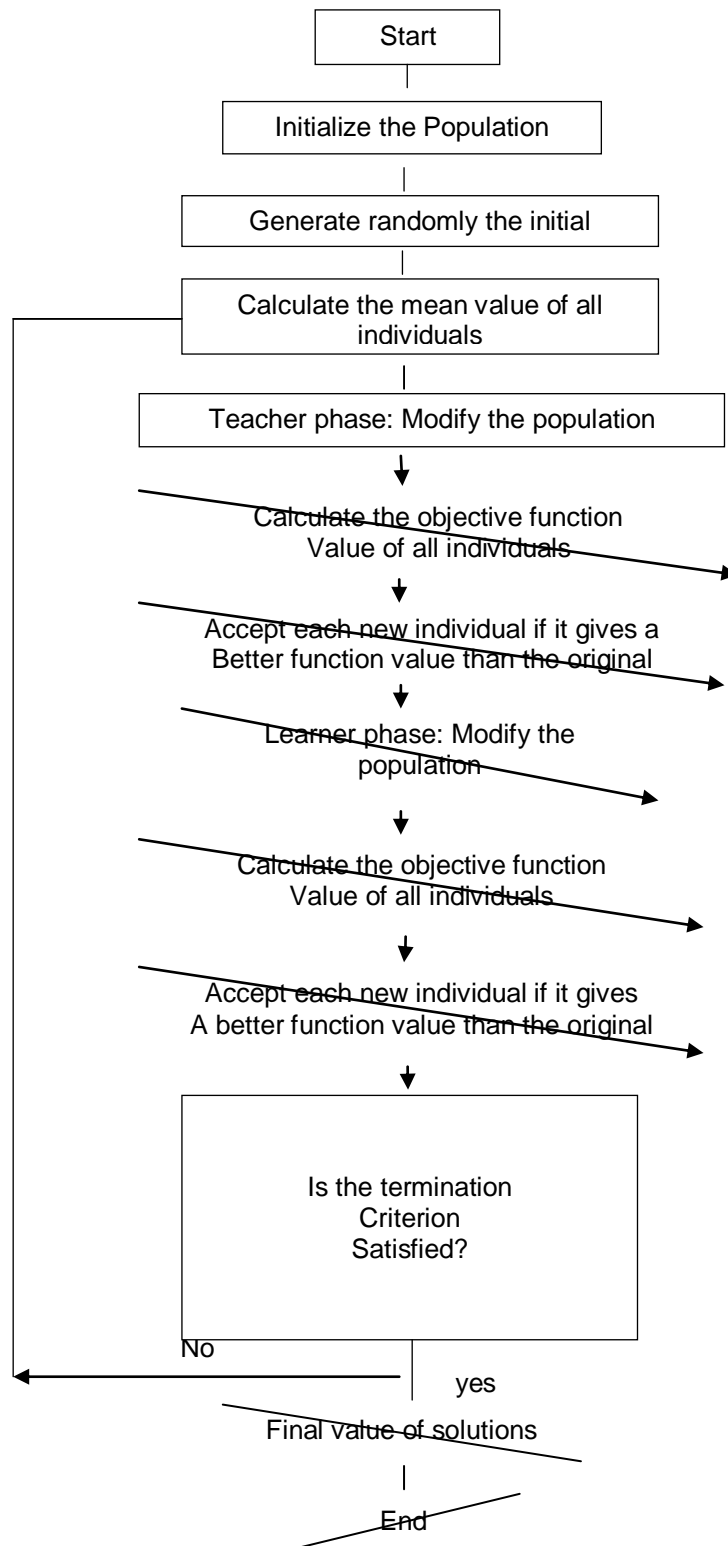 Start
Initialize the Population
Generate randomly the initial
Calculate the mean value of all
individuals
Teacher phase: Modify the population
Calculate the objective function
Value of all individuals
Accept each new individual if it gives a
Better function value than the original
Learner phase: Modify the
population
Calculate the objective function
Value of all individuals
Accept each new individual if it gives
A better function value than the original
Is the termination
Criterion
Satisfied?
No
yes
Final value of solutions
End